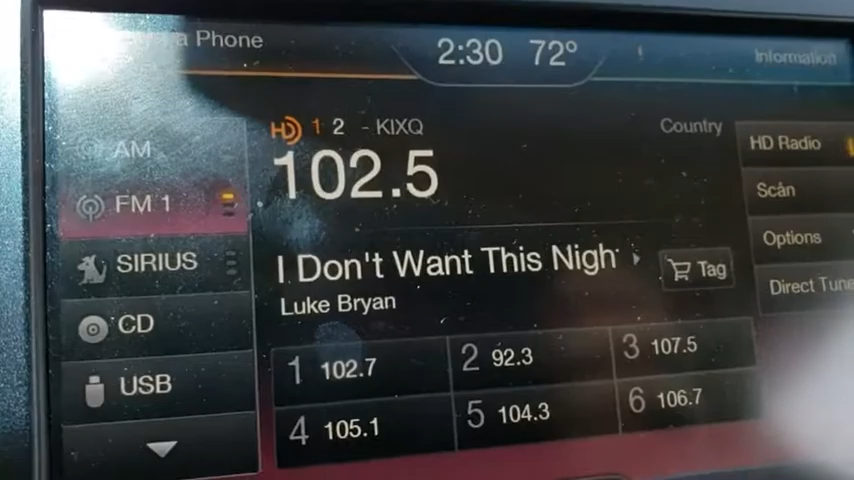 a Phone
2:30 72°
Information
AM
FM 1
SIRIUS
CD
USB
HD 1 2 - KIXQ
Country
102.5
I Don't Want This Nigh
Luke Bryan
Tag
1 102.7
2 92.3
3 107.5
4 105.1
5 104.3
6 106.7
HD Radio
Scan
Options
Direct Tune